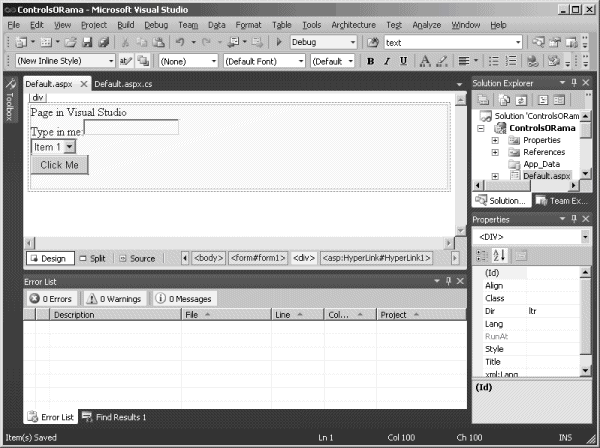 ControlsORama - Microsoft Visual Studio
File Edit View Project Build Debug Team Data Format Table Tools Architecture Test Analyze Window Help
Debug text
(New Inline Style) (None) (Default Font) (Default B I U A
Toolbox
Default.aspx Default.aspx.cs
div
Page in Visual Studio
Type in me:
Item 1
Click Me
Design Split Source <body> <form#form1> <div> <asp:HyperLink#HyperLink1>
Solution Explorer
Solution 'ControlsORam
ControlsORama
Properties
References
App_Data
Default.aspx
Solution... Team Ex...
Properties
<DIV>
(Id)
Align
Class
Dir ltr
Lang
RunAt
Style
Title
xml:Lang
(Id)
Error List
0 Errors 0 Warnings 0 Messages
Description File Line Col... Project
Error List Find Results 1
Item(s) Saved Ln 1 Col 100 Ch 100 INS